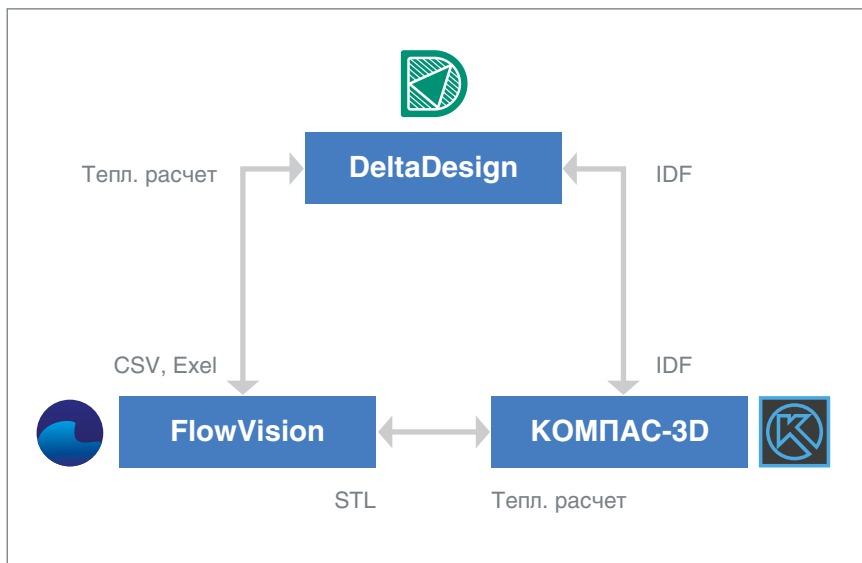 DeltaDesign
Тепл. расчет
IDF
CSV, Exel
IDF
FlowVision
КОМПАС-3D
STL
Тепл. расчет